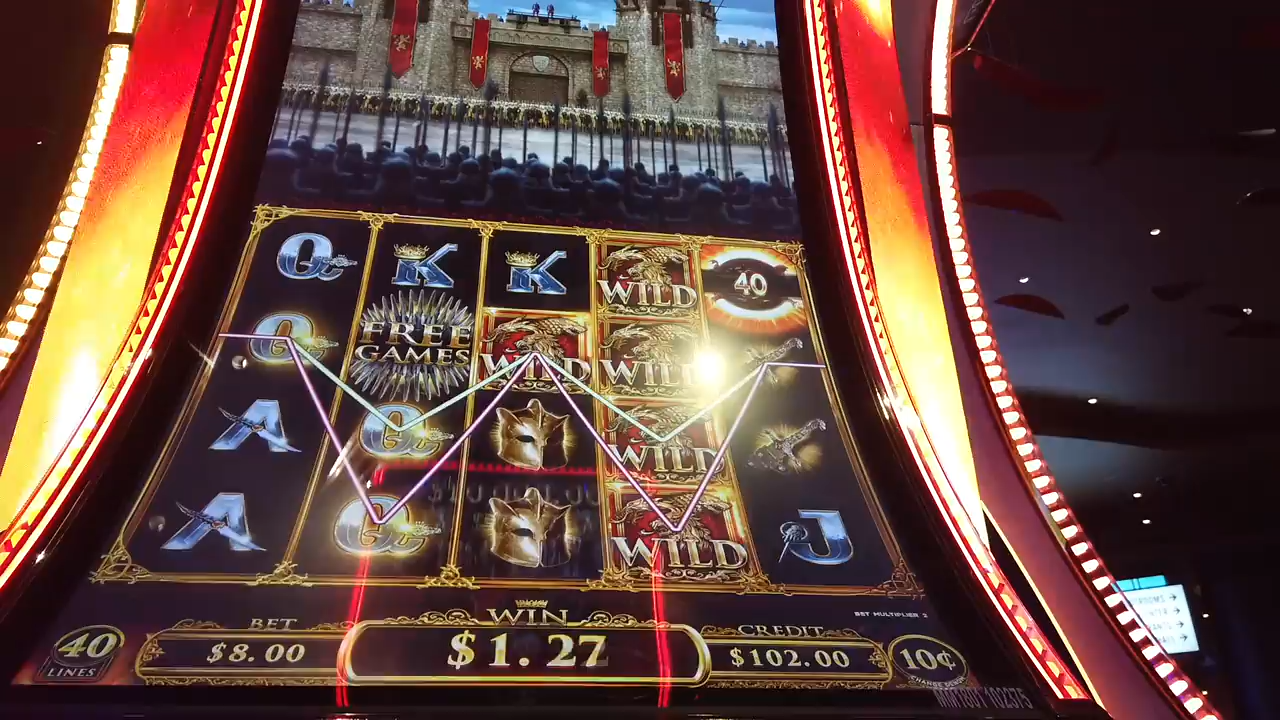 Q K K WILD 40
Q FREE GAMES WILD WILD
A Q WILD
A Q WILD J
BET MULTIPLIER 2
40 LINES
BET
$8.00
WIN
$1.27
CREDIT
$102.00
10¢